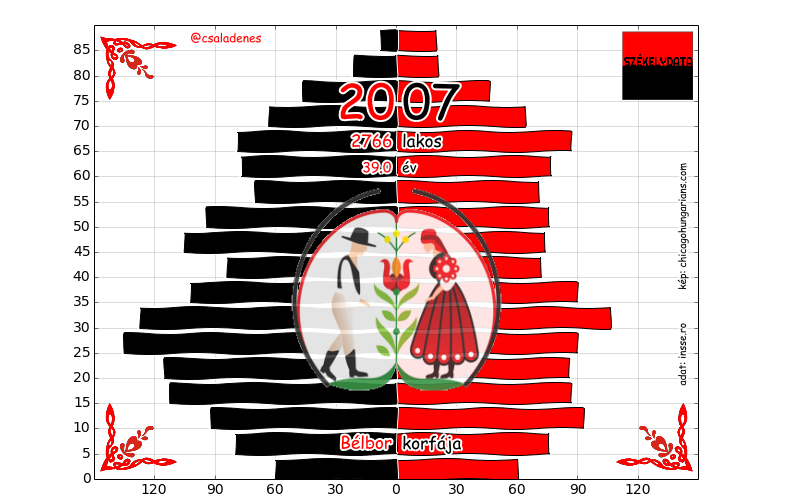 @csaladenes
SZÉKELYDATA
2007
2766 lakos
39.0 év
kép: chicagohungarians.com
adat: insse.ro
Bélbor korfája
85
80
75
70
65
60
55
50
45
40
35
30
25
20
15
10
5
0
120 90 60 30 0 30 60 90 120